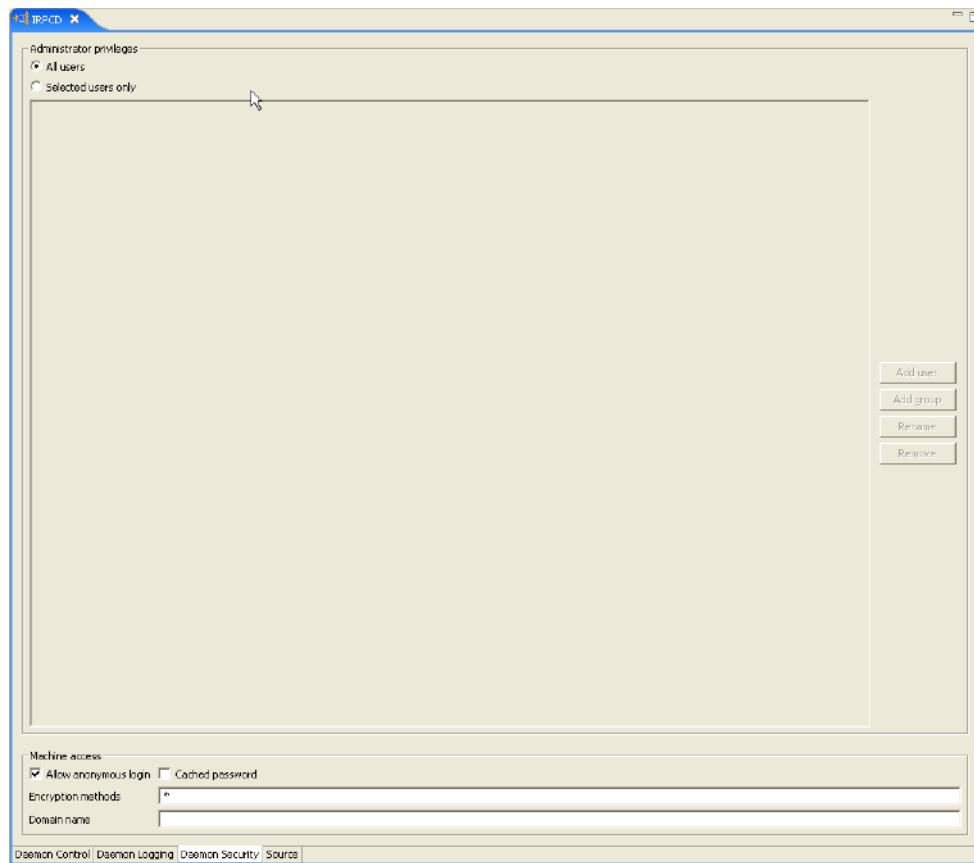 IRPCD
Administrator privileges
All users
Selected users only
Add user
Add group
Rename
Remove
Machine access
Allow anonymous login Cached password
Encryption methods *
Domain name
Daemon Control Daemon Logging Daemon Security Source